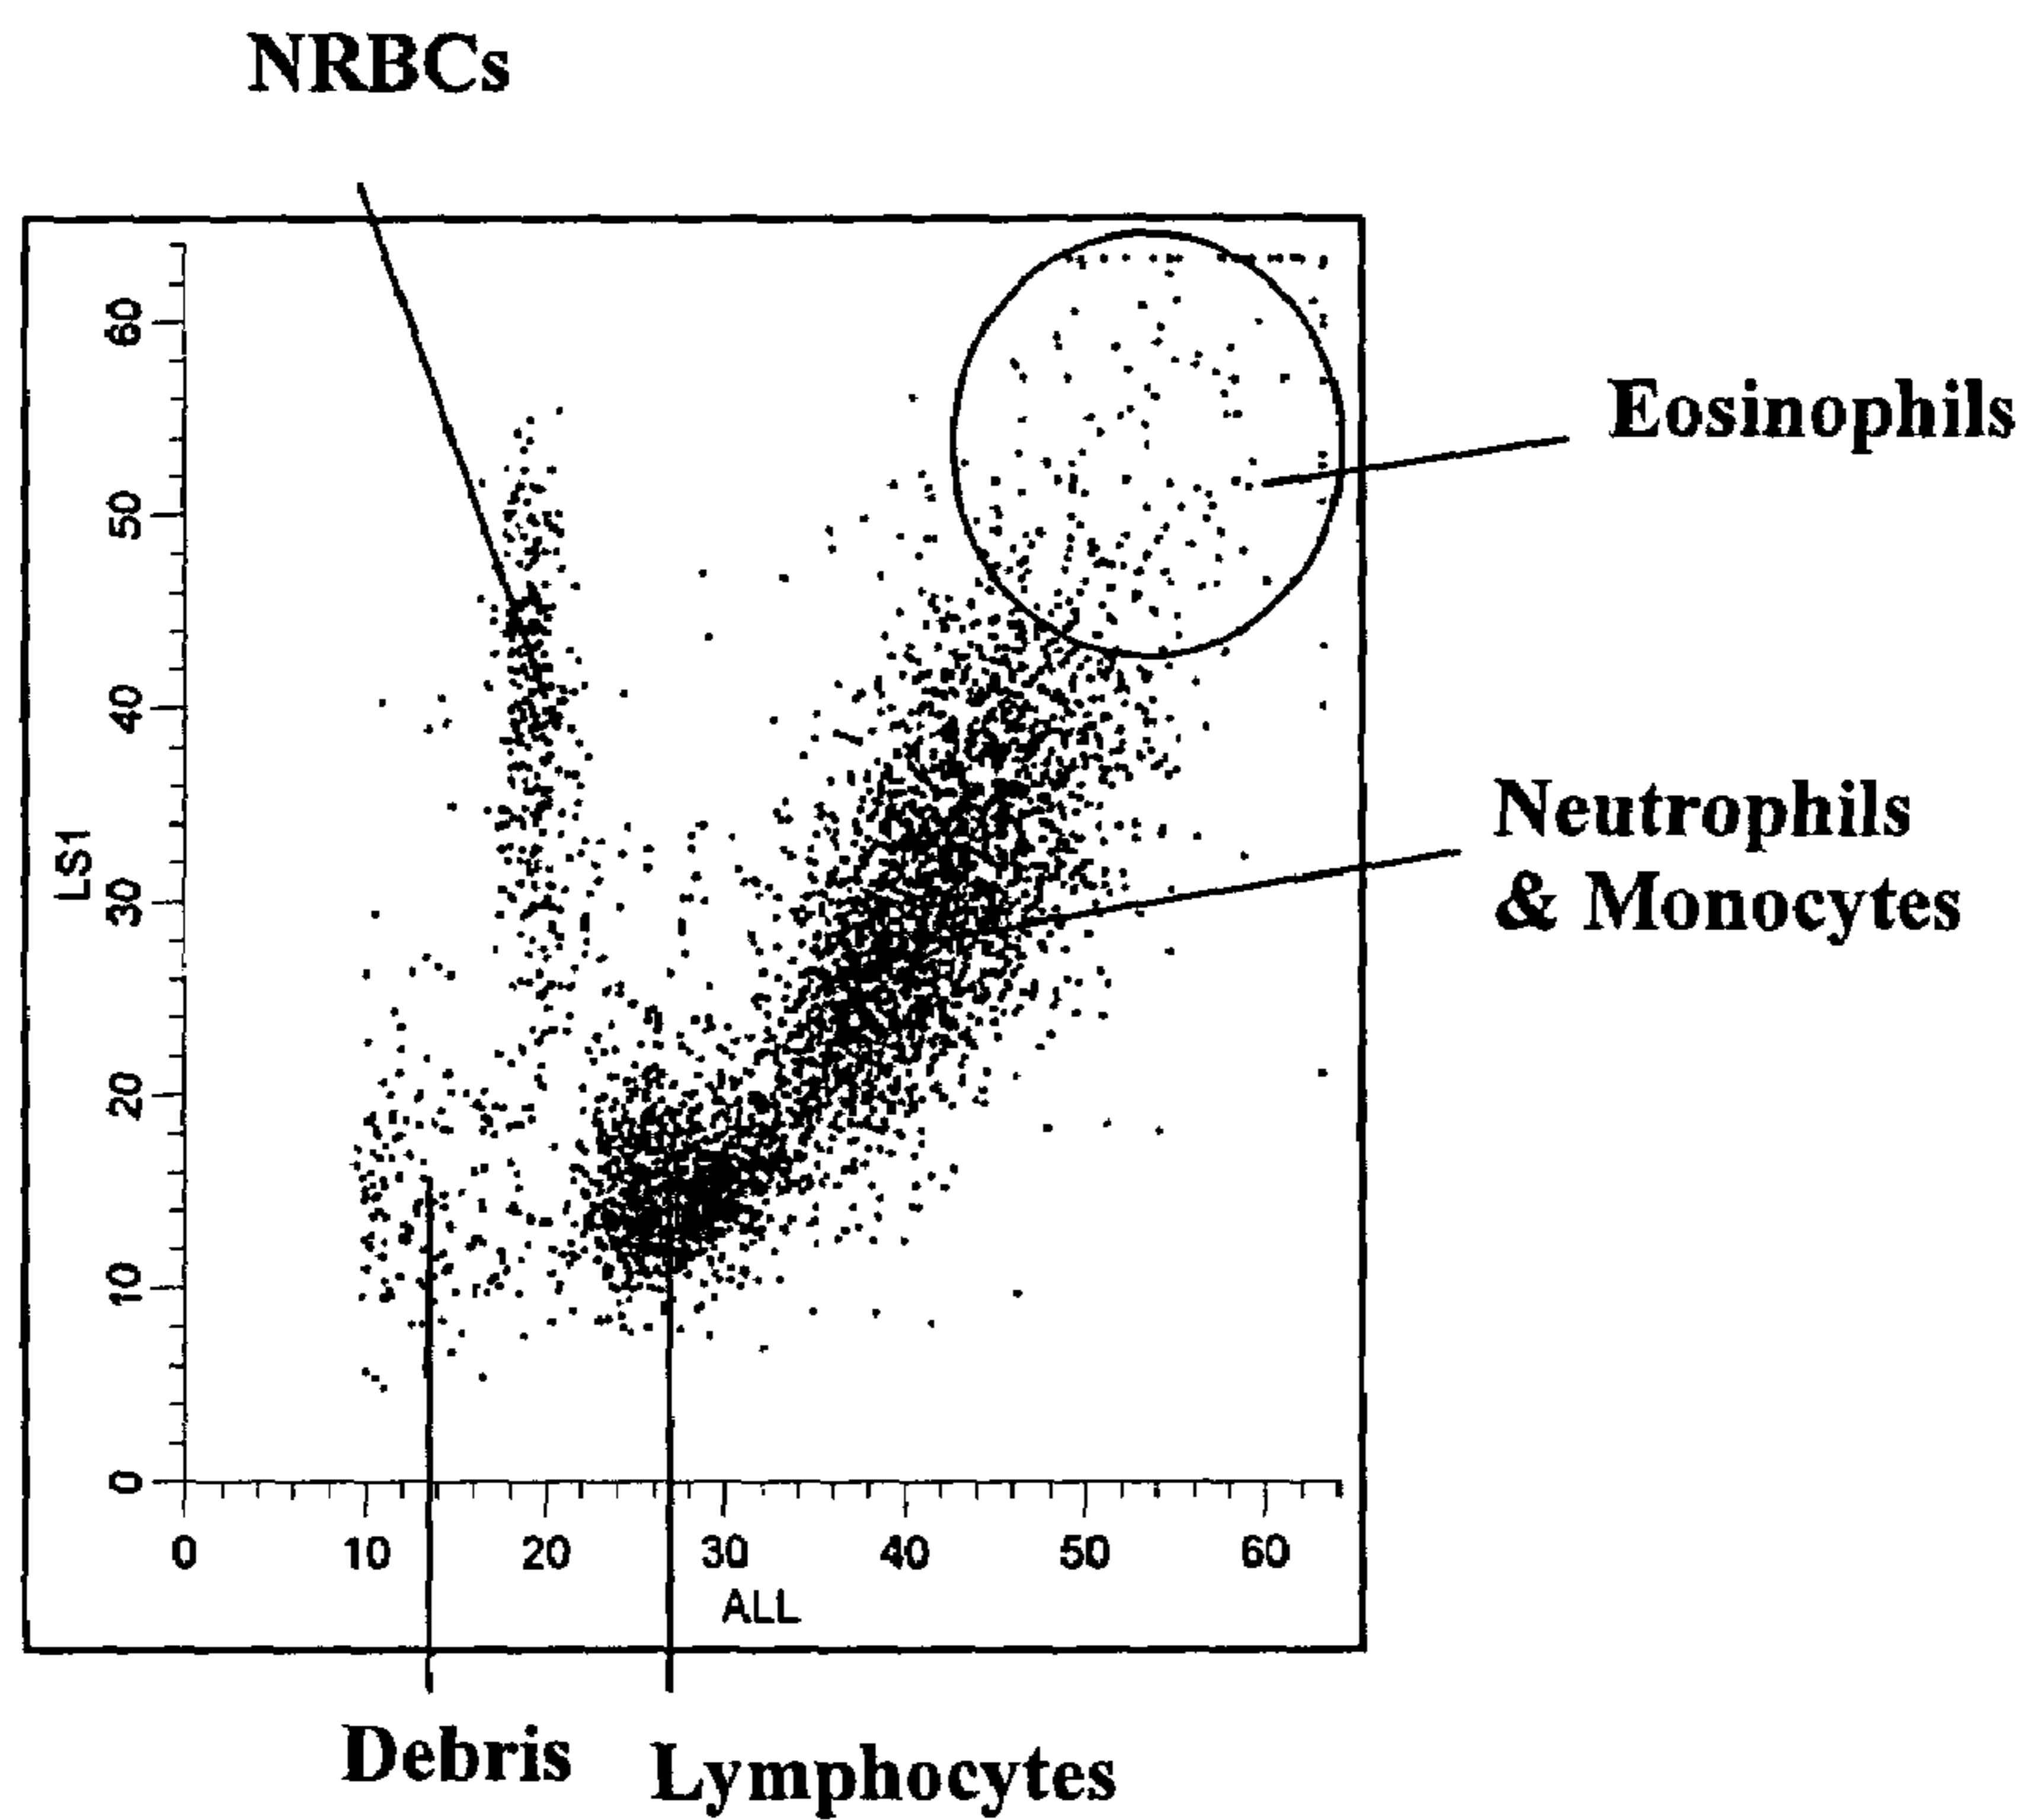 NRBCs
60
50
40
30
20
10
0
LS1
0 10 20 30 40 50 60
ALL
Eosinophils
Neutrophils
& Monocytes
Debris
Lymphocytes